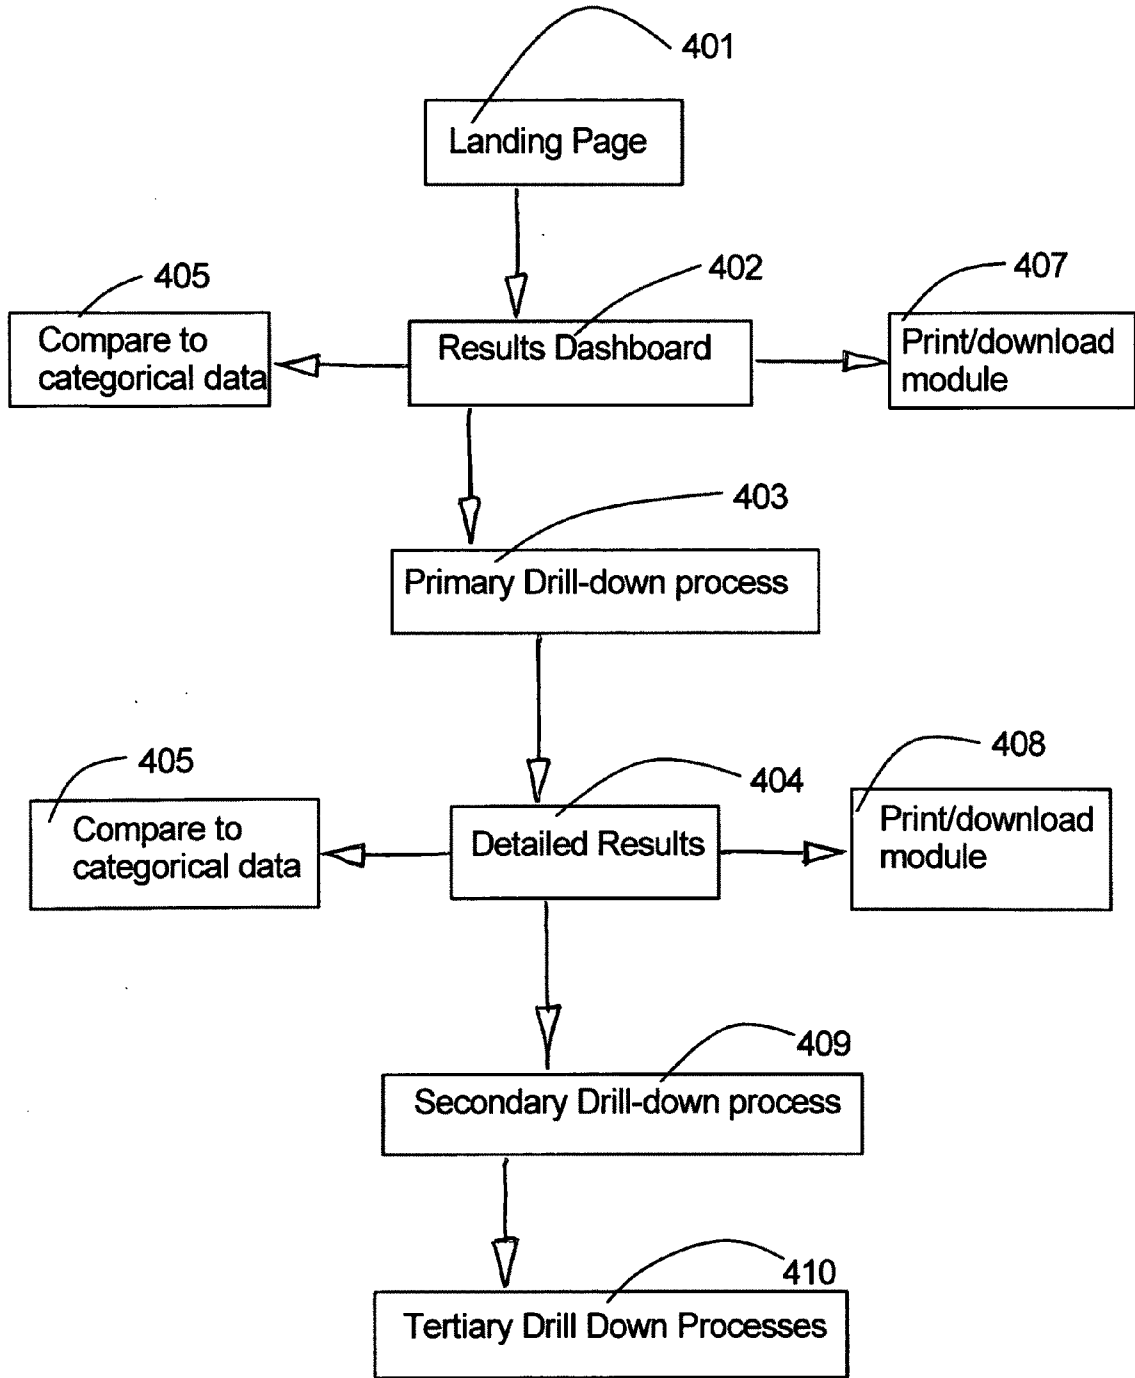 401
Landing Page
405
402
407
Compare to
categorical data
Results Dashboard
Print/download
module
403
Primary Drill-down process
405
404
408
Compare to
categorical data
Detailed Results
Print/download
module
409
Secondary Drill-down process
410
Tertiary Drill Down Processes